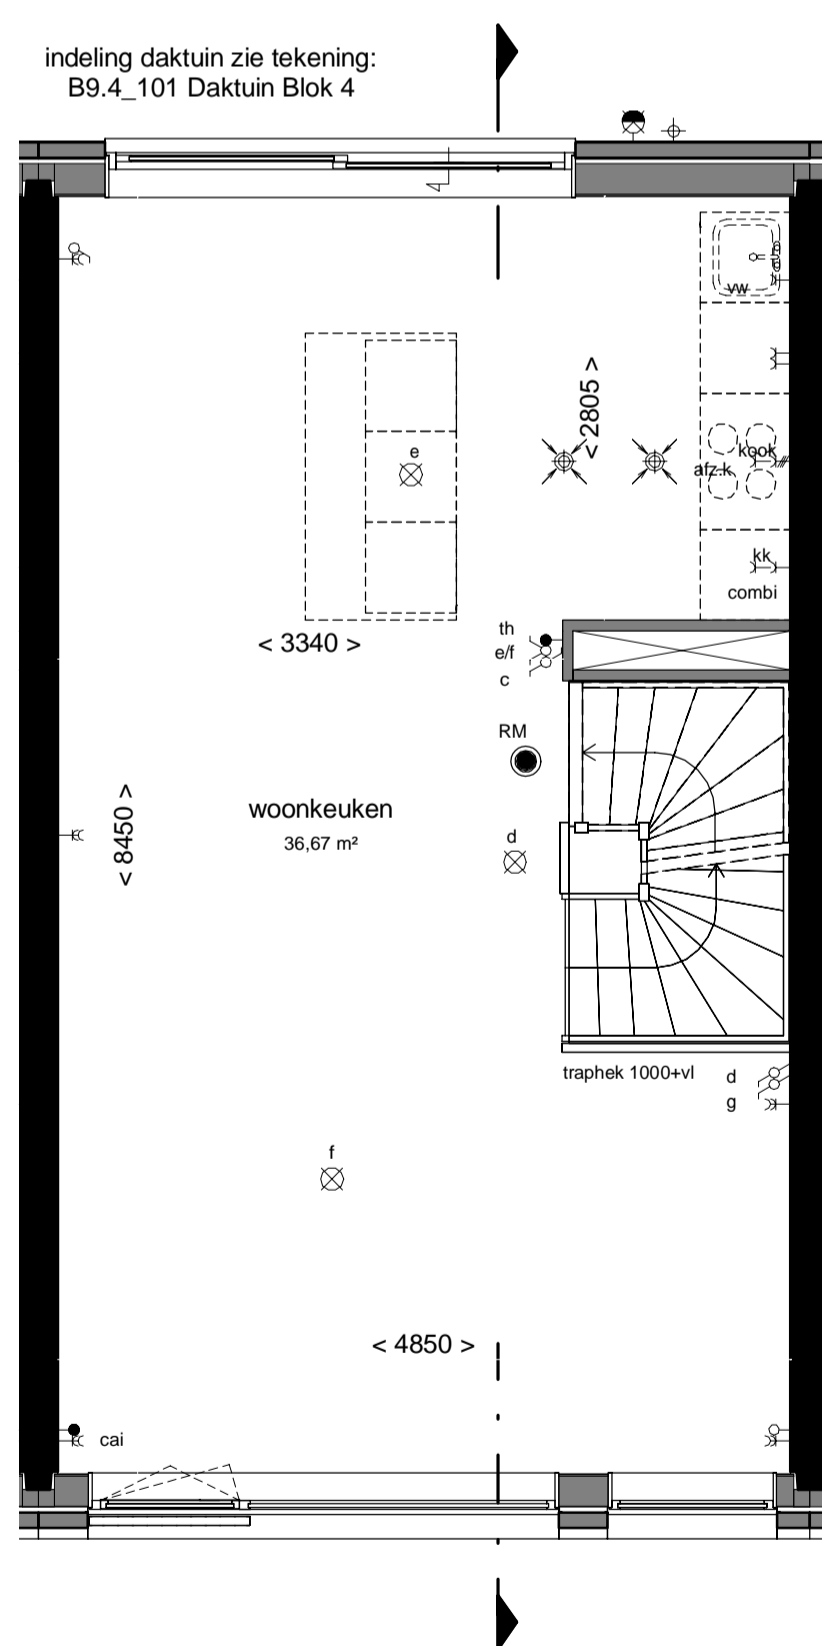 indeling daktuin zie tekening:
B9.4_101 Daktuin Blok 4
vw
< 2805 >
e
kook
afz.k
kk
combi
th
e/f
c
< 3340 >
RM
woonkeuken
36,67 m²
< 8450 >
d
traphek 1000+vl
d
g
f
< 4850 >
cai